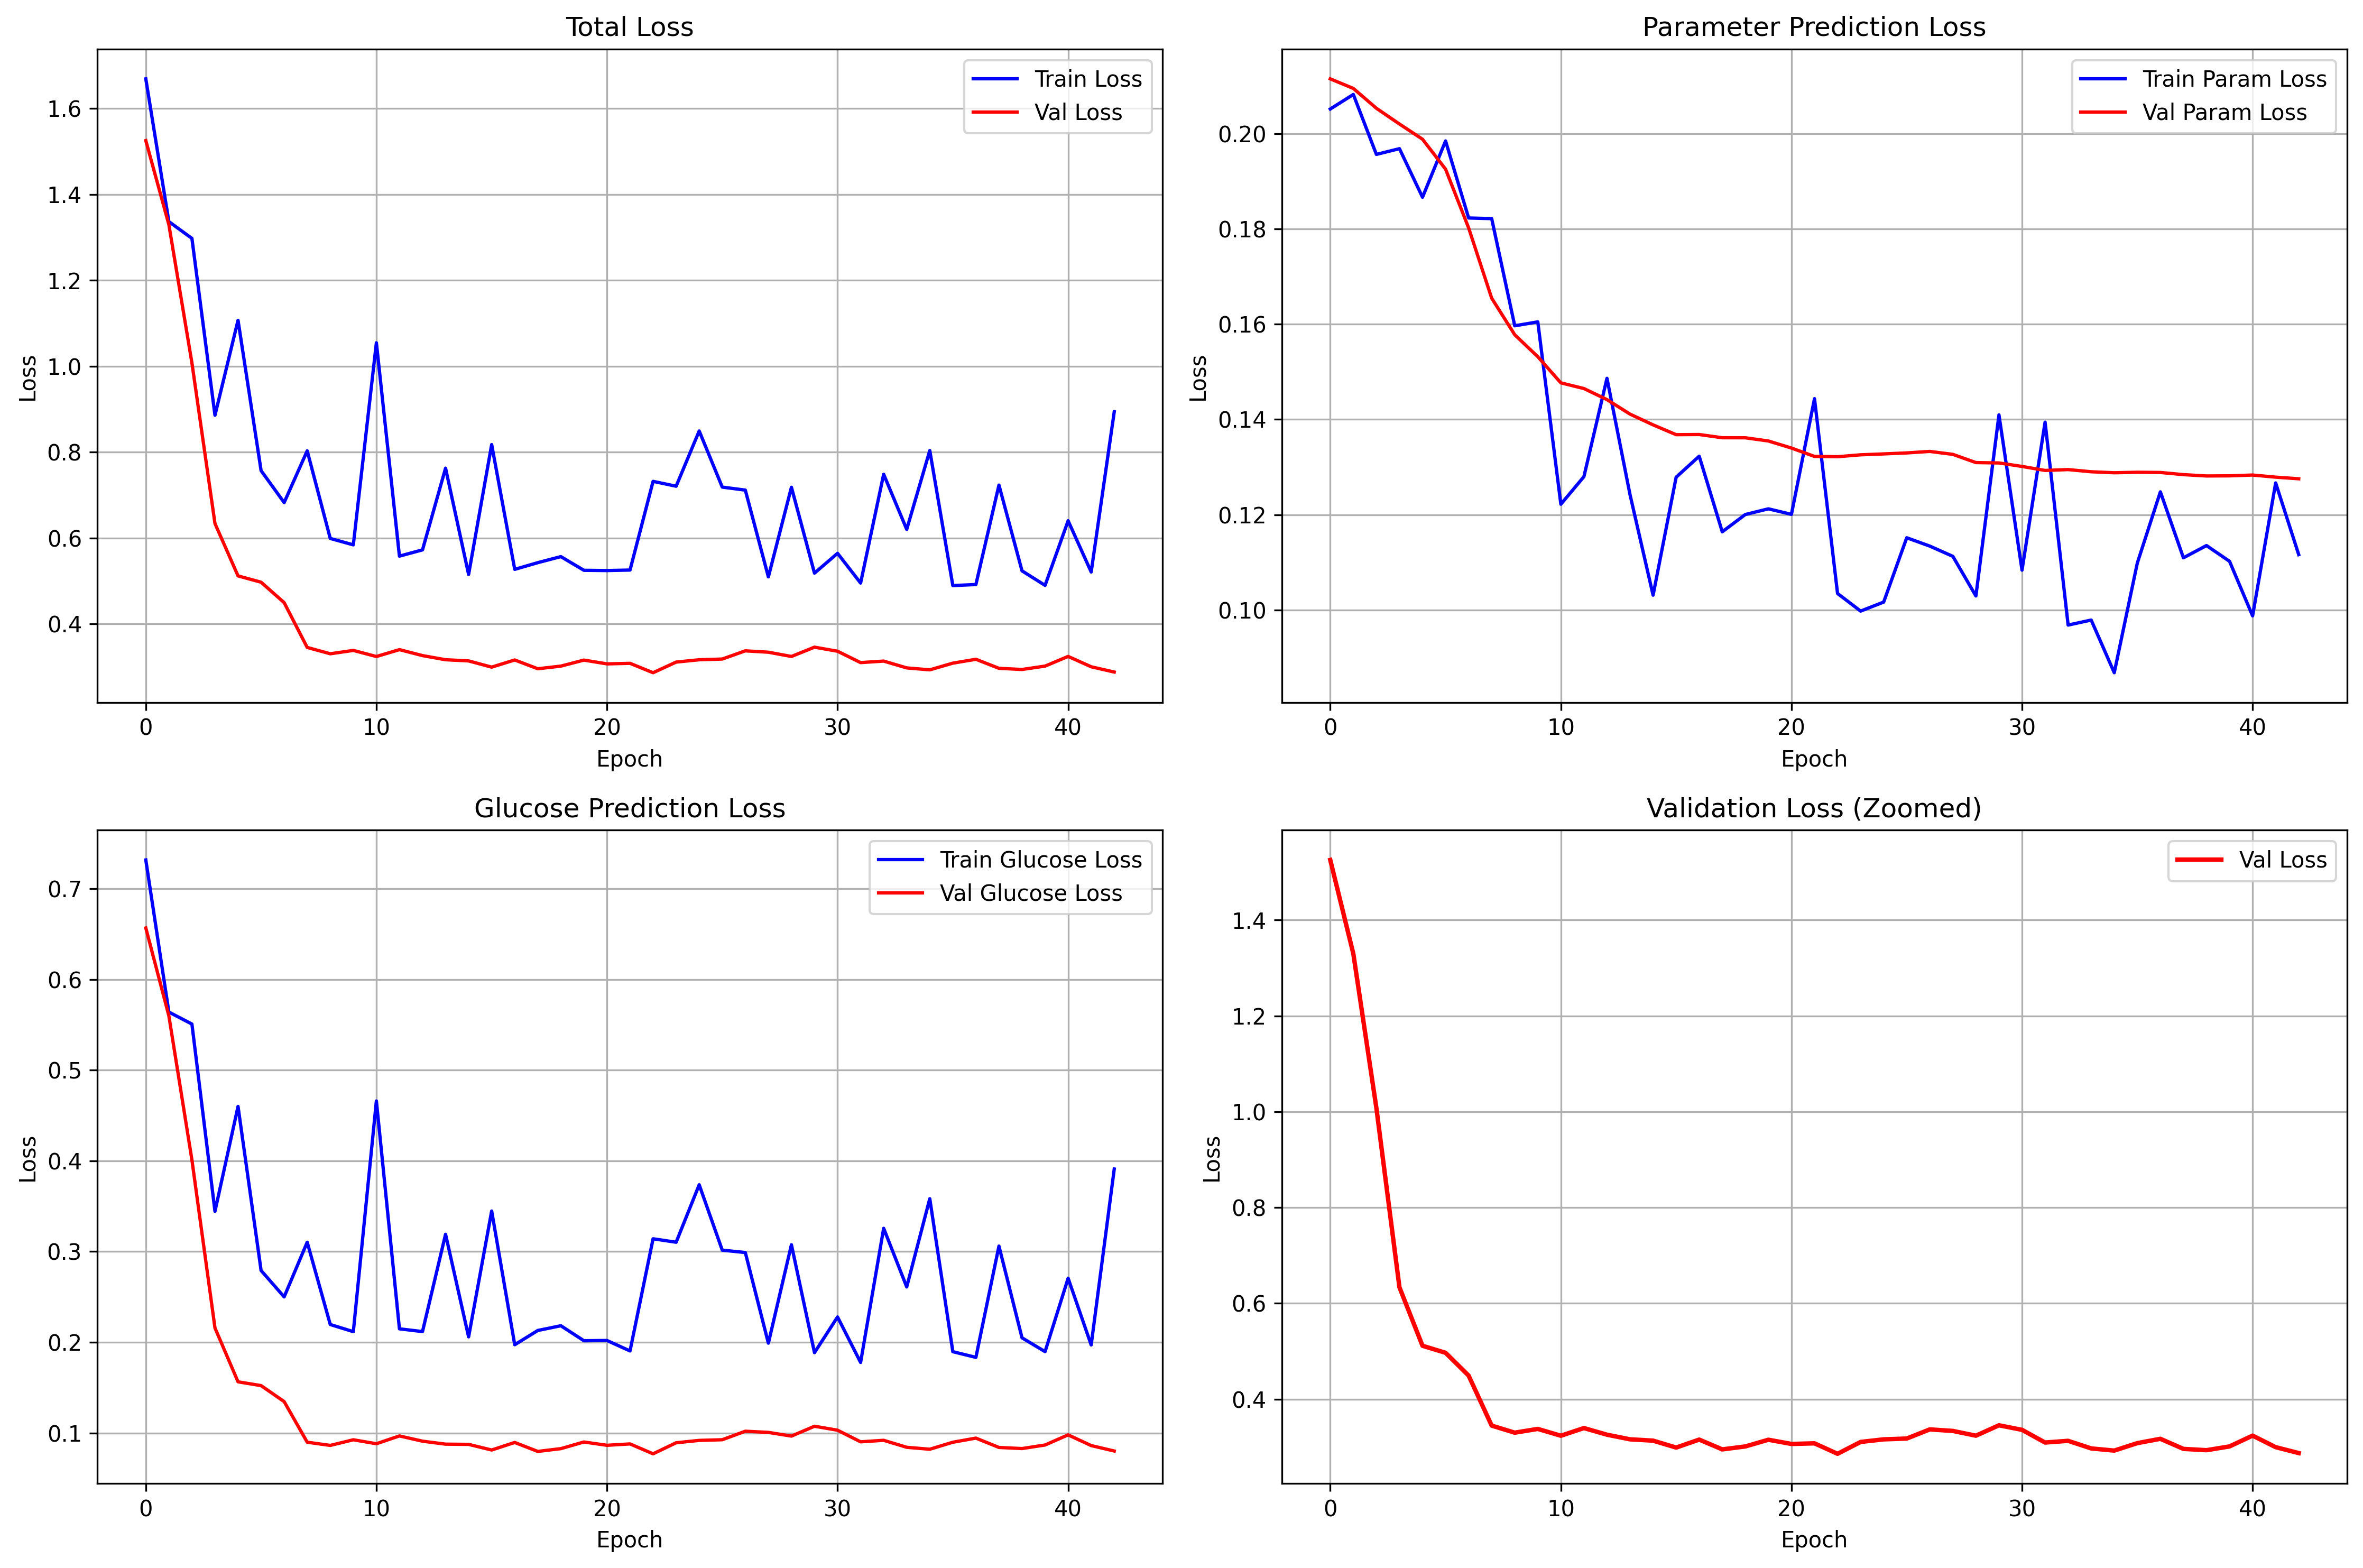 Total Loss
Train Loss
Val Loss
1.6
1.4
1.2
1.0
0.8
0.6
0.4
Loss
0 10 20 30 40
Epoch
Parameter Prediction Loss
Train Param Loss
Val Param Loss
0.20
0.18
0.16
0.14
0.12
0.10
Loss
0 10 20 30 40
Epoch
Glucose Prediction Loss
Train Glucose Loss
Val Glucose Loss
0.7
0.6
0.5
0.4
0.3
0.2
0.1
Loss
0 10 20 30 40
Epoch
Validation Loss (Zoomed)
Val Loss
1.4
1.2
1.0
0.8
0.6
0.4
Loss
0 10 20 30 40
Epoch